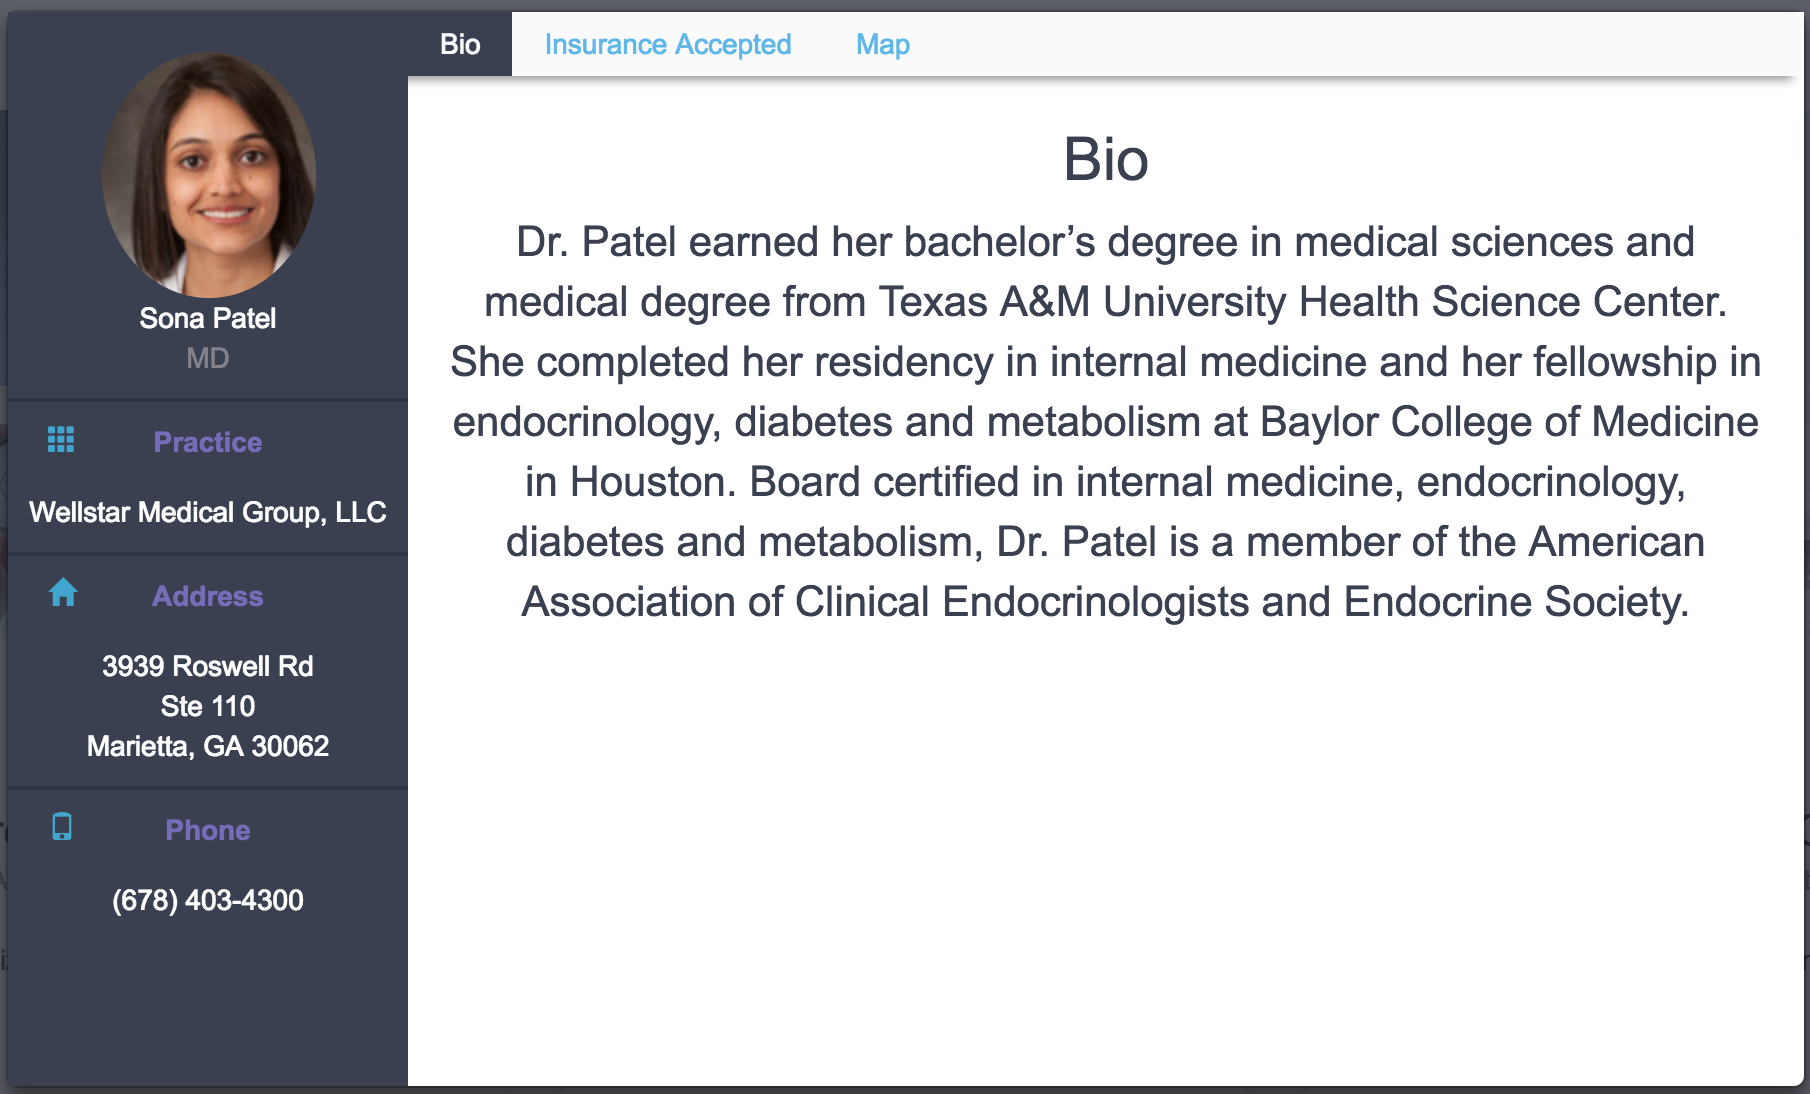 Bio
Insurance Accepted
Map
Sona Patel
MD
Practice
Wellstar Medical Group, LLC
Address
3939 Roswell Rd
Ste 110
Marietta, GA 30062
Phone
(678) 403-4300
Bio
Dr. Patel earned her bachelor’s degree in medical sciences and
medical degree from Texas A&M University Health Science Center.
She completed her residency in internal medicine and her fellowship in
endocrinology, diabetes and metabolism at Baylor College of Medicine
in Houston. Board certified in internal medicine, endocrinology,
diabetes and metabolism, Dr. Patel is a member of the American
Association of Clinical Endocrinologists and Endocrine Society.